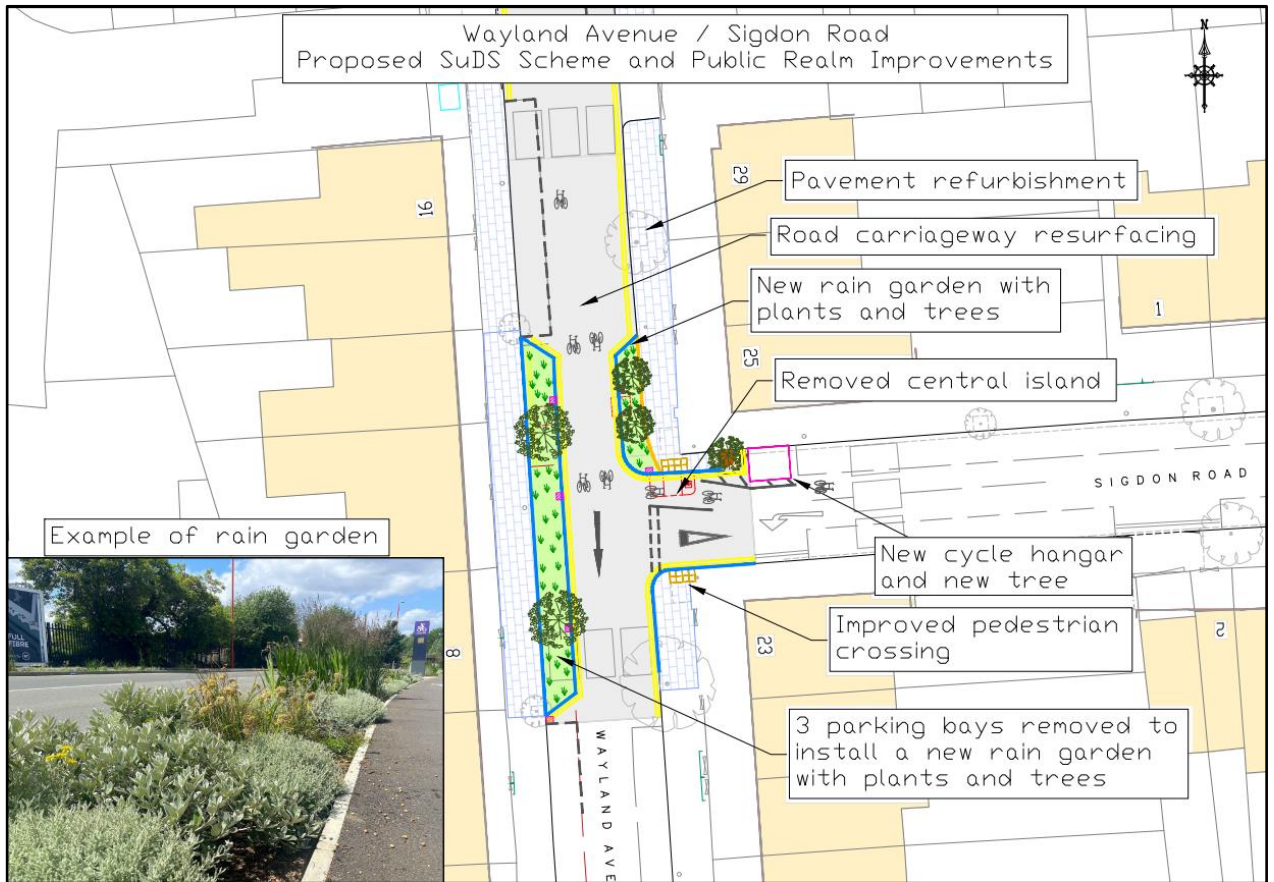 Wayland Avenue / Sigdon Road
Proposed SuDS Scheme and Public Realm Improvements
N
29
Pavement refurbishment
16
Road carriageway resurfacing
New rain garden with
plants and trees
1
25
Removed central island
SIGDON ROAD
Example of rain garden
New cycle hangar
and new tree
Improved pedestrian
crossing
23
2
8
3 parking bays removed to
install a new rain garden
with plants and trees
WAYLAND AVE
FULL
FIBRE